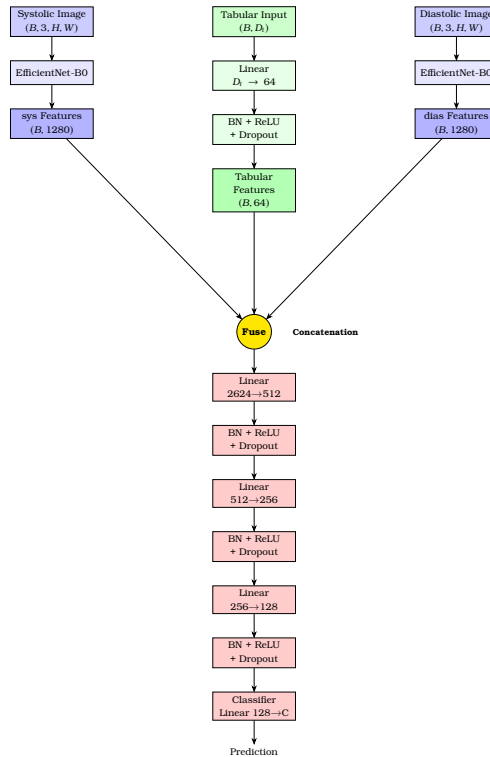 Systolic Image
(B, 3, H, W)
EfficientNet-B0
sys Features
(B, 1280)
Tabular Input
(B, Dₜ)
Linear
Dₜ → 64
BN + ReLU
+ Dropout
Tabular
Features
(B, 64)
Diastolic Image
(B, 3, H, W)
EfficientNet-B0
dias Features
(B, 1280)
Fuse
Concatenation
Linear
2624→512
BN + ReLU
+ Dropout
Linear
512→256
BN + ReLU
+ Dropout
Linear
256→128
BN + ReLU
+ Dropout
Classifier
Linear 128→C
Prediction